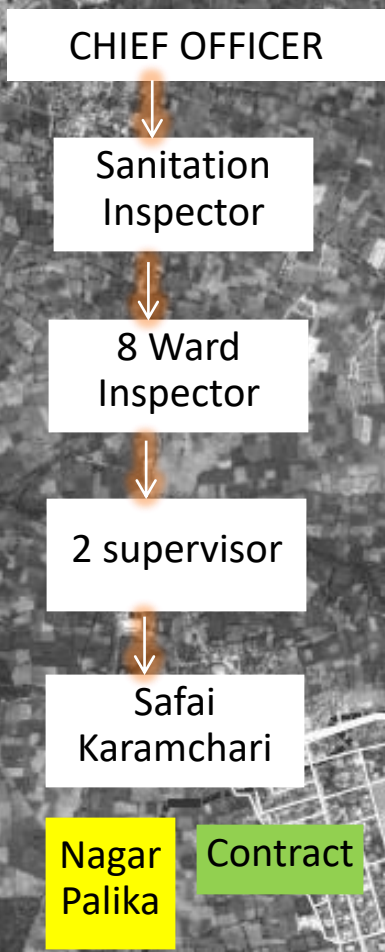 CHIEF OFFICER
Sanitation
Inspector
8 Ward
Inspector
2 supervisor
Safai
Karamchari
Nagar
Palika
Contract